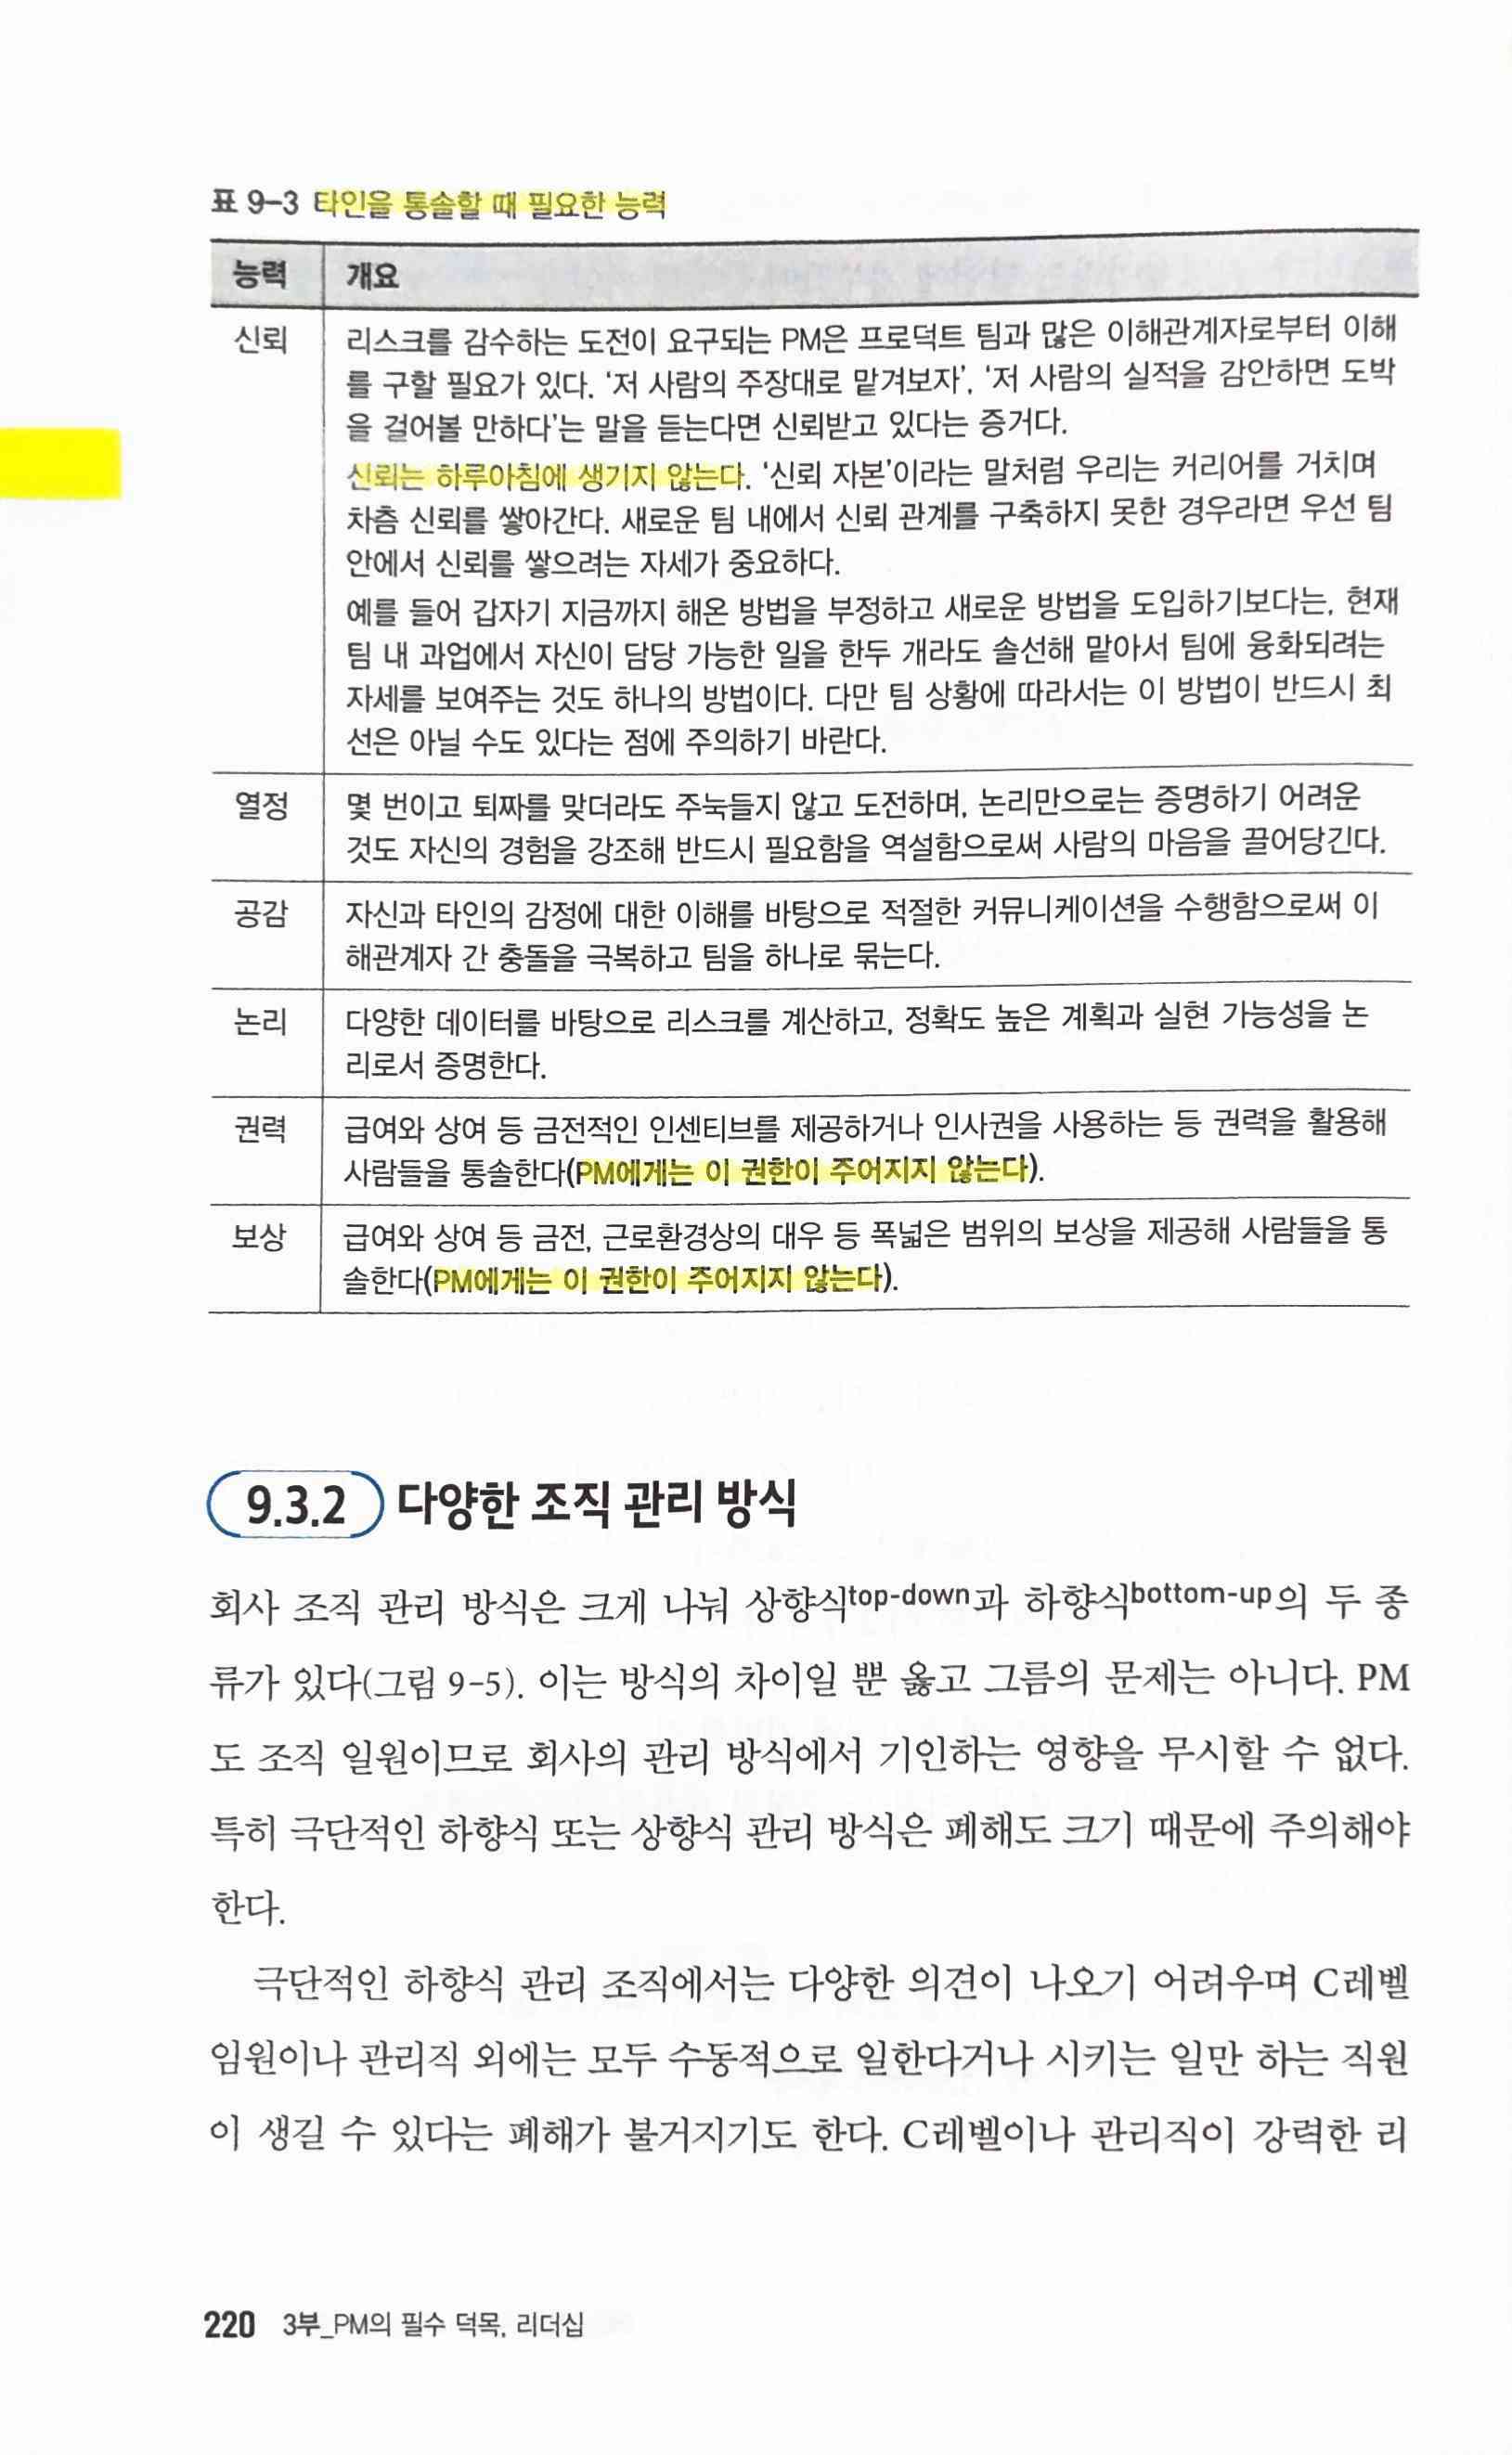 표 9-3 타인을 통솔할 때 필요한 능력
능력 개요
신뢰 리스크를 감수하는 도전이 요구되는 PM은 프로덕트 팀과 많은 이해관계자로부터 이해
를 구할 필요가 있다. '저 사람의 주장대로 맡겨보자', '저 사람의 실적을 감안하면 도박
을 걸어볼 만하다'는 말을 듣는다면 신뢰받고 있다는 증거다.
신뢰는 하루아침에 생기지 않는다. '신뢰 자본'이라는 말처럼 우리는 커리어를 거치며
차츰 신뢰를 쌓아간다. 새로운 팀 내에서 신뢰 관계를 구축하지 못한 경우라면 우선 팀
안에서 신뢰를 쌓으려는 자세가 중요하다.
예를 들어 갑자기 지금까지 해온 방법을 부정하고 새로운 방법을 도입하기보다는, 현재
팀 내 과업에서 자신이 담당 가능한 일을 한두 개라도 솔선해 맡아서 팀에 융화되려는
자세를 보여주는 것도 하나의 방법이다. 다만 팀 상황에 따라서는 이 방법이 반드시 최
선은 아닐 수도 있다는 점에 주의하기 바란다.
열정 몇 번이고 퇴짜를 맞더라도 주눅들지 않고 도전하며, 논리만으로는 증명하기 어려운
것도 자신의 경험을 강조해 반드시 필요함을 역설함으로써 사람의 마음을 끌어당긴다.
공감 자신과 타인의 감정에 대한 이해를 바탕으로 적절한 커뮤니케이션을 수행함으로써 이
해관계자 간 충돌을 극복하고 팀을 하나로 묶는다.
논리 다양한 데이터를 바탕으로 리스크를 계산하고, 정확도 높은 계획과 실현 가능성을 논
리로서 증명한다.
권력 급여와 상여 등 금전적인 인센티브를 제공하거나 인사권을 사용하는 등 권력을 활용해
사람들을 통솔한다(PM에게는 이 권한이 주어지지 않는다).
보상 급여와 상여 등 금전, 근로환경상의 대우 등 폭넓은 범위의 보상을 제공해 사람들을 통
솔한다(PM에게는 이 권한이 주어지지 않는다).
9.3.2 다양한 조직 관리 방식
회사 조직 관리 방식은 크게 나눠 상향식top-down과 하향식bottom-up의 두 종
류가 있다(그림 9-5). 이는 방식의 차이일 뿐 옳고 그름의 문제는 아니다. PM
도 조직 일원이므로 회사의 관리 방식에서 기인하는 영향을 무시할 수 없다.
특히 극단적인 하향식 또는 상향식 관리 방식은 폐해도 크기 때문에 주의해야
한다.
극단적인 하향식 관리 조직에서는 다양한 의견이 나오기 어려우며 C레벨
임원이나 관리직 외에는 모두 수동적으로 일한다거나 시키는 일만 하는 직원
이 생길 수 있다는 폐해가 불거지기도 한다. C레벨이나 관리직이 강력한 리
220 3부_PM의 필수 덕목, 리더십